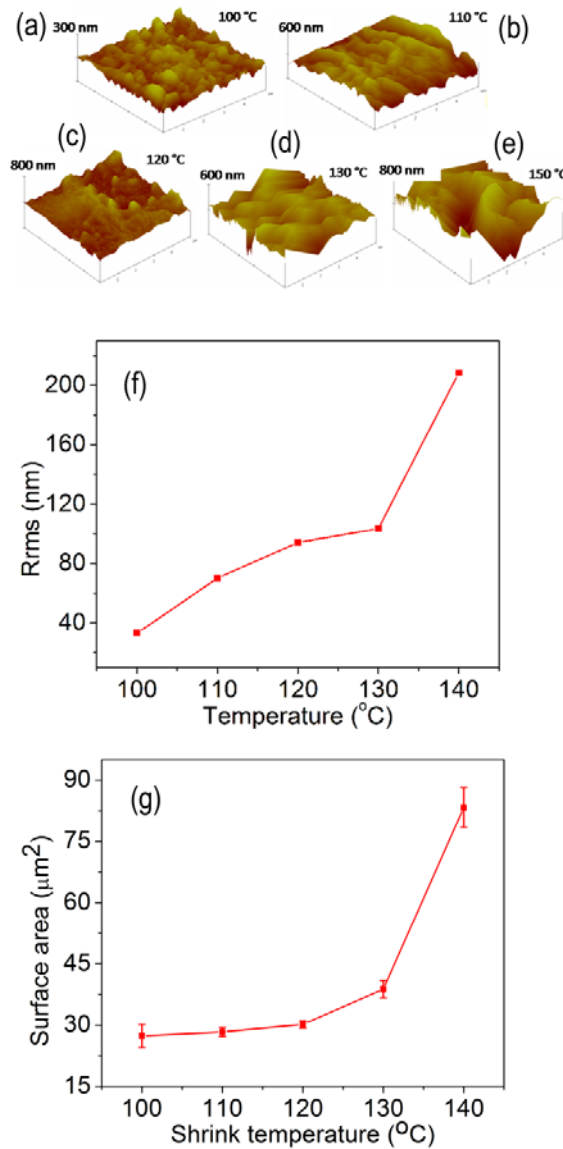 (a)
300 nm
100 °C
600 nm
110 °C
(b)
(c)
800 nm
120 °C
(d)
600 nm
130 °C
(e)
800 nm
150 °C
(f)
200
160
120
80
40
Rrms (nm)
100 110 120 130 140
Temperature (°C)
(g)
90
75
60
45
30
15
Surface area (μm²)
100 110 120 130 140
Shrink temperature (°C)